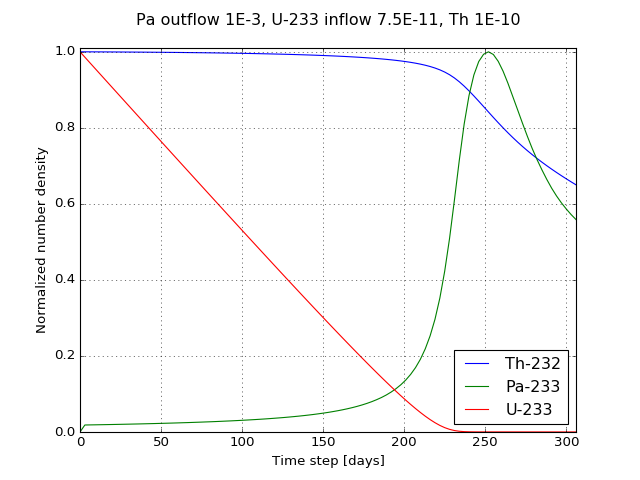 Pa outflow 1E-3, U-233 inflow 7.5E-11, Th 1E-10
Normalized number density
1.0
0.8
0.6
0.4
0.2
0.0
0 50 100 150 200 250 300
Time step [days]
Th-232
Pa-233
U-233